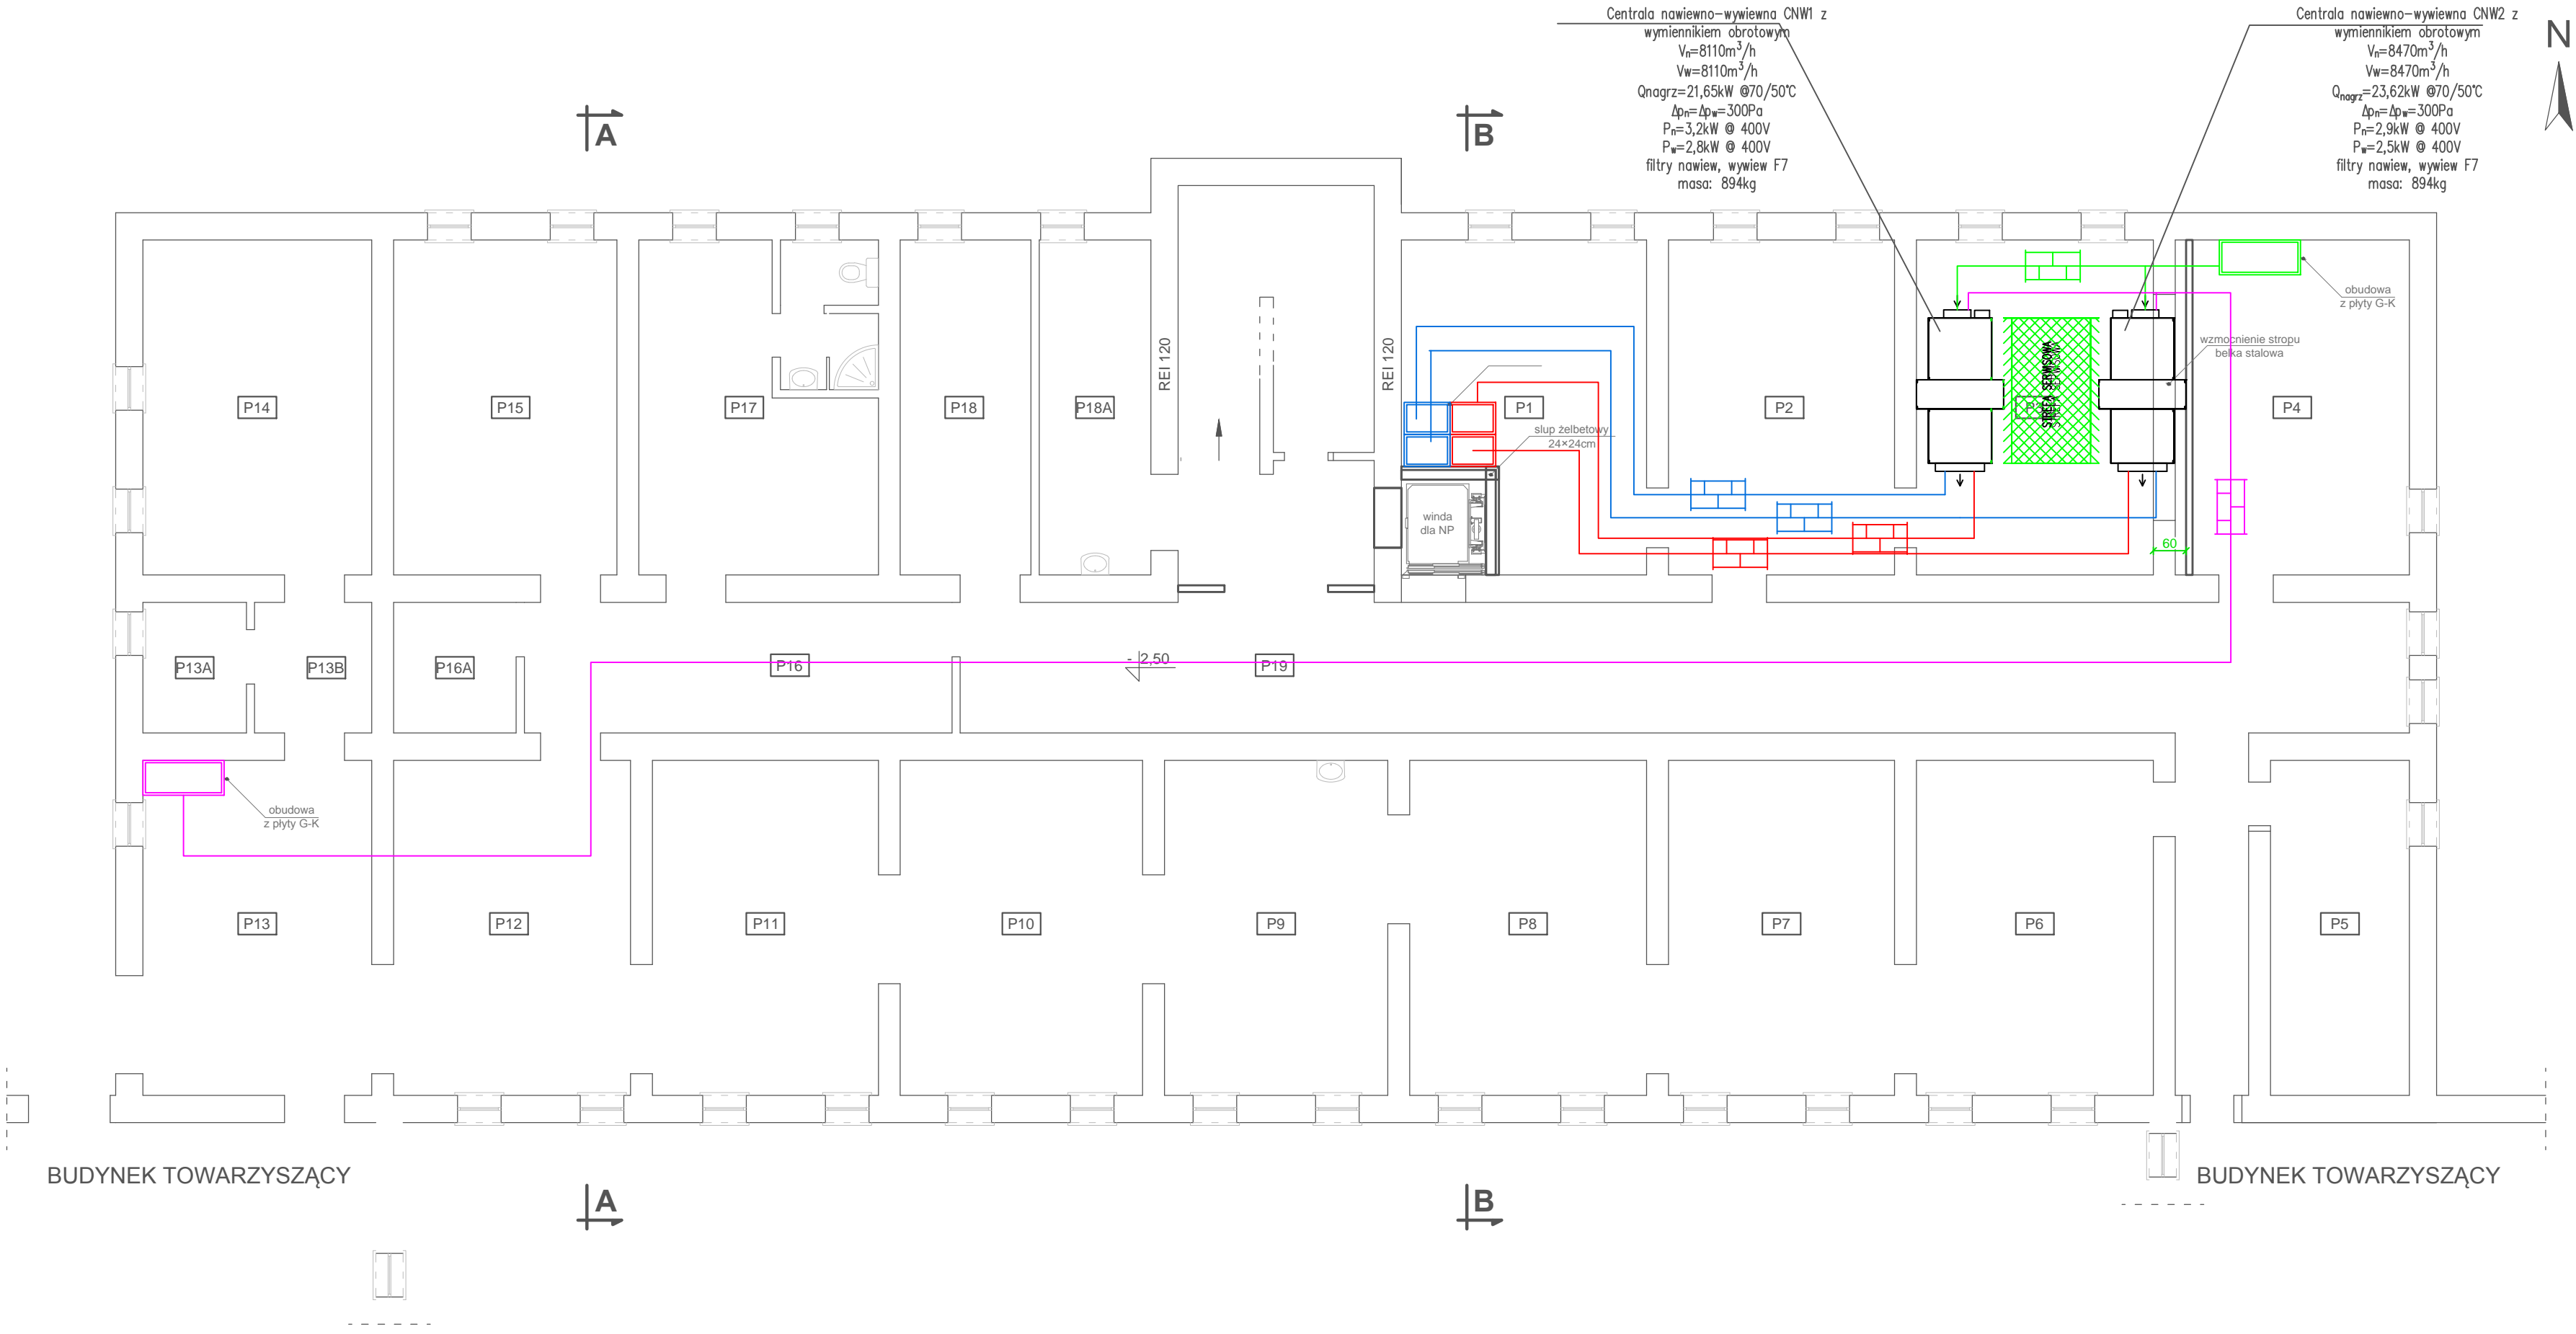 Centrala nawiewno-wywiewna CNW1 z
wymiennikiem obrotowym
Vn=8110m³/h
Vw=8110m³/h
Qnagrz=21,65kW @70/50°C
Δpn=Δpw=300Pa
Pn=3,2kW @ 400V
Pw=2,8kW @ 400V
filtry nawiew, wywiew F7
masa: 894kg
Centrala nawiewno-wywiewna CNW2 z
wymiennikiem obrotowym
Vn=8470m³/h
Vw=8470m³/h
Qnagrz=23,62kW @70/50°C
Δpn=Δpw=300Pa
Pn=2,9kW @ 400V
Pw=2,5kW @ 400V
filtry nawiew, wywiew F7
masa: 894kg
N
A
B
obudowa
z płyty G-K
wzmocnienie stropu
belka stalowa
REI 120
REI 120
STREFA SERWISOWA
P14
P15
P17
P18
P18A
P1
P2
P4
słup żelbetowy
24×24cm
winda
dla NP
60
P13A
P13B
P16A
P16
- 2,50
P19
obudowa
z płyty G-K
P13
P12
P11
P10
P9
P8
P7
P6
P5
BUDYNEK TOWARZYSZĄCY
BUDYNEK TOWARZYSZĄCY
A
B